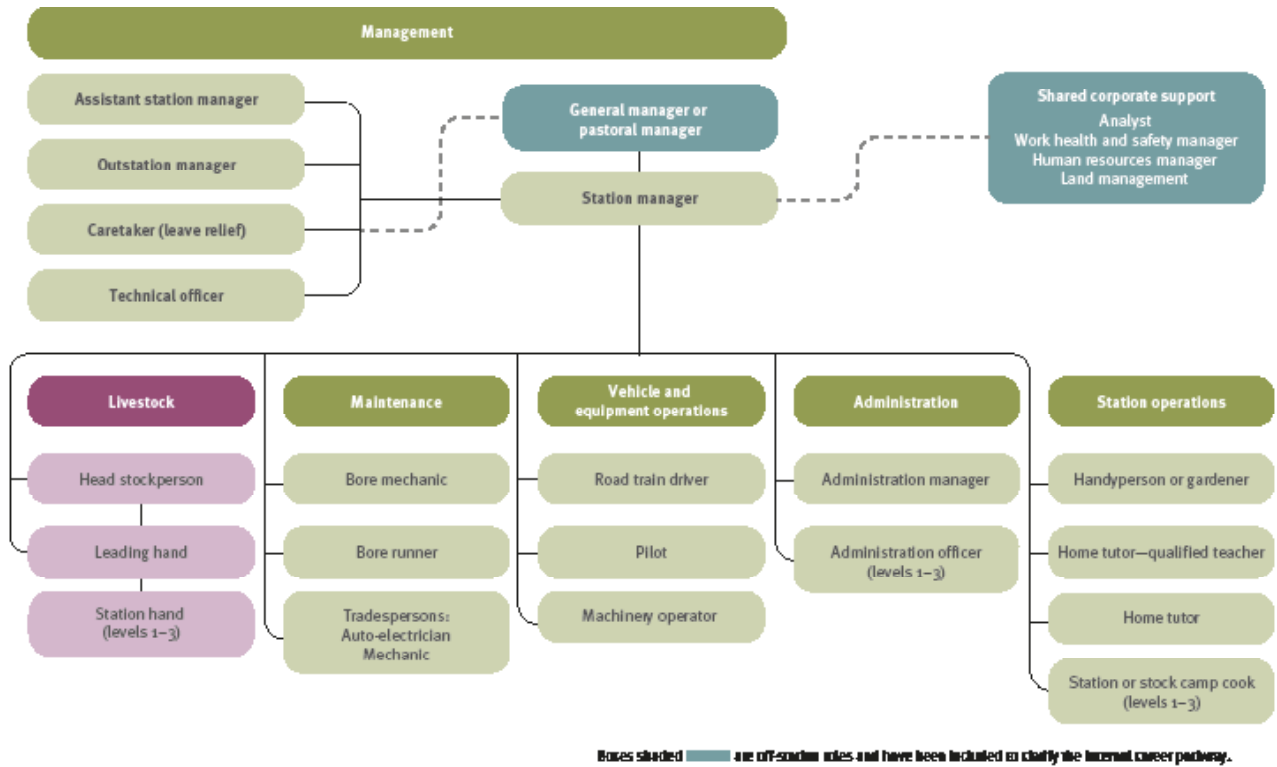 Management
Assistant station manager
Outstation manager
Caretaker (leave relief)
Technical officer
General manager or
pastoral manager
Station manager
Shared corporate support
Analyst
Work health and safety manager
Human resources manager
Land management
Livestock
Head stockperson
Leading hand
Station hand
(levels 1–3)
Maintenance
Bore mechanic
Bore runner
Tradespersons:
Auto-electrician
Mechanic
Vehicle and
equipment operations
Road train driver
Pilot
Machinery operator
Administration
Administration manager
Administration officer
(levels 1–3)
Station operations
Handyperson or gardener
Home tutor—qualified teacher
Home tutor
Station or stock camp cook
(levels 1–3)
Boxes shaded are off-station roles and have been included to clarify the internal career pathway.